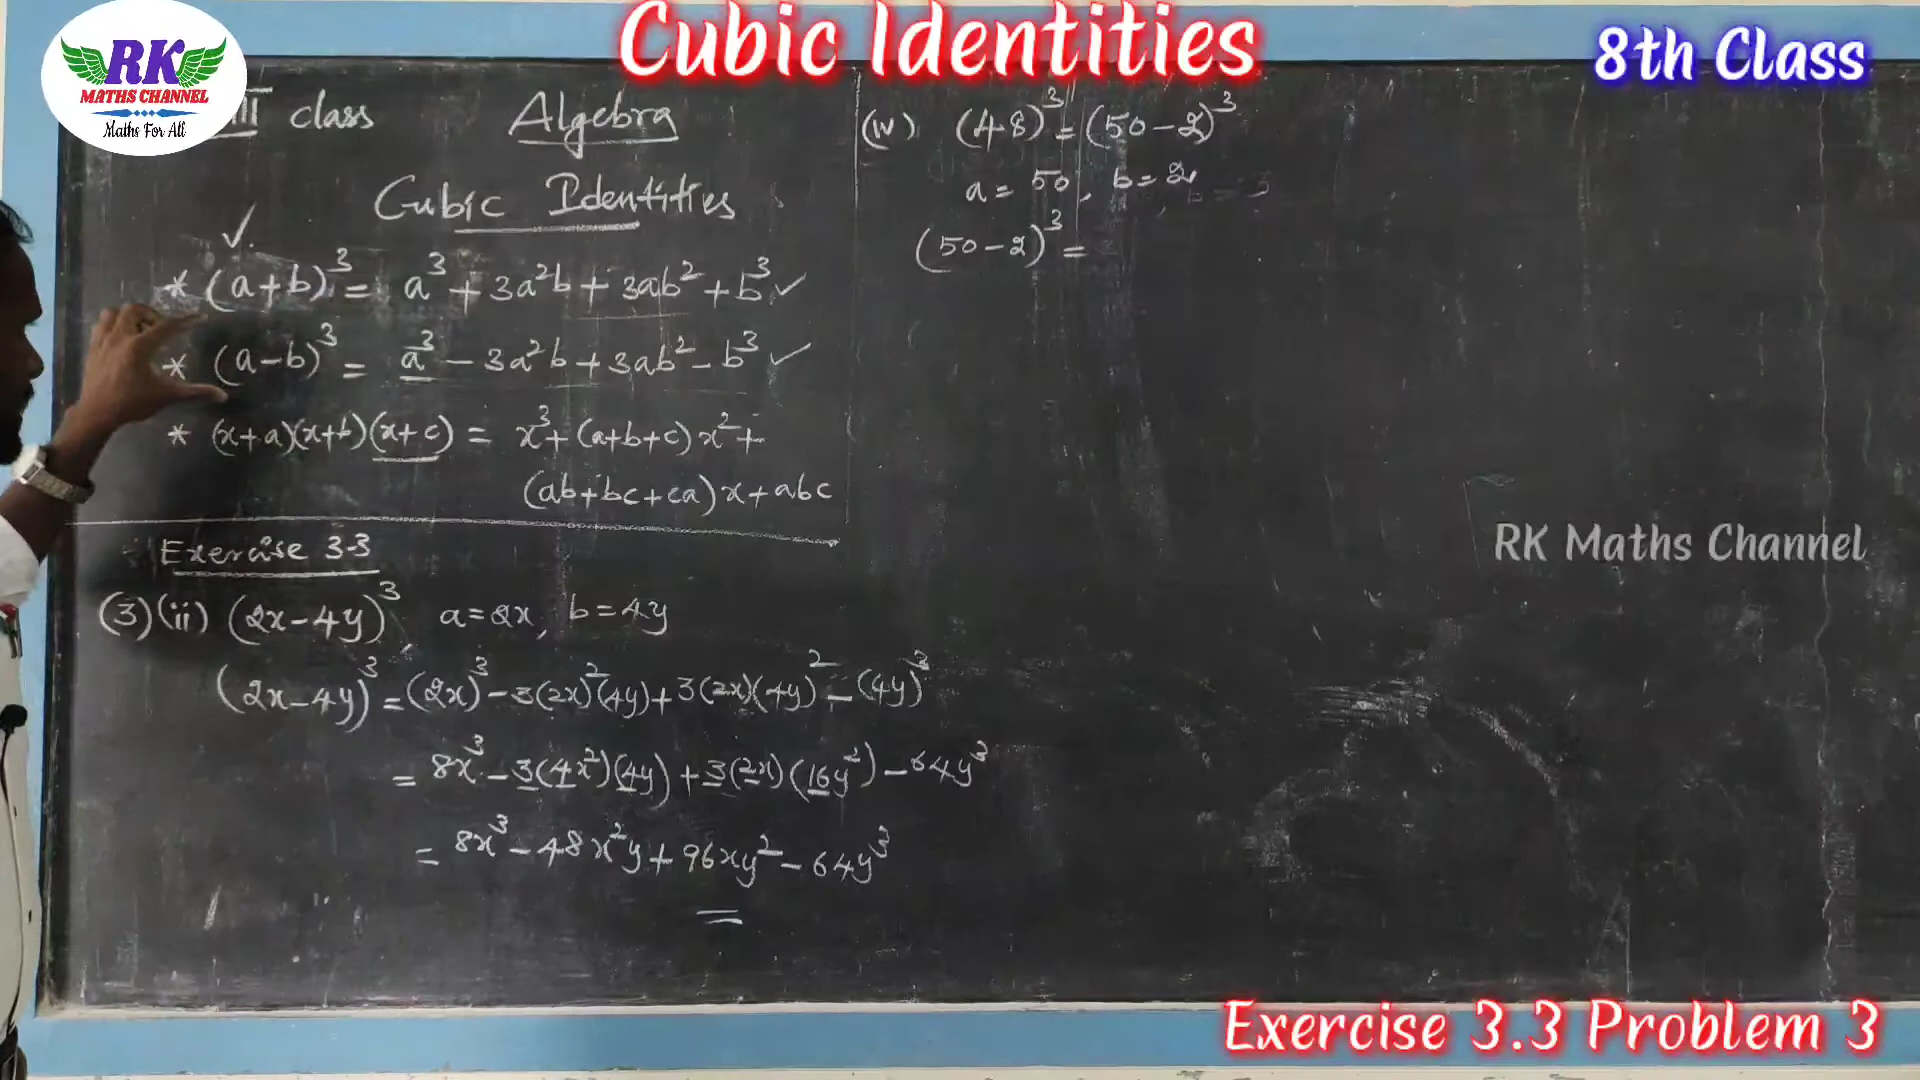 Cubic Identities
8th Class
RK
MATHS CHANNEL
Maths For All
III class
Algebra
Cubic Identities
✓
* (a+b)³ = a³ + 3a²b + 3ab² + b³ ✓
* (a-b)³ = a³ - 3a²b + 3ab² - b³ ✓
* (x+a)(x+b)(x+c) = x³ + (a+b+c)x² +
(ab+bc+ca)x + abc
Exercise 3.3
(3)(ii) (2x-4y)³, a=2x, b=4y
(2x-4y)³ = (2x)³ - 3(2x)²(4y) + 3(2x)(4y)² - (4y)³
= 8x³ - 3(4x²)(4y) + 3(2x)(16y²) - 64y³
= 8x³ - 48x²y + 96xy² - 64y³
(iv) (48)³ = (50-2)³
a = 50, b = 2
(50-2)³ =
RK Maths Channel
Exercise 3.3 Problem 3